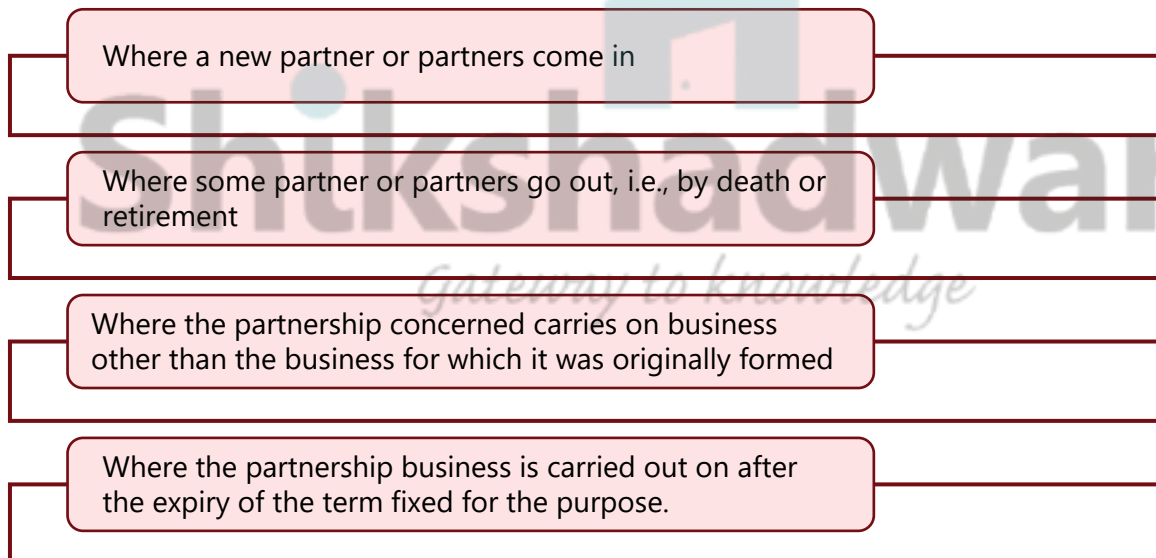 Where a new partner or partners come in
Where some partner or partners go out, i.e., by death or
retirement
Where the partnership concerned carries on business
other than the business for which it was originally formed
Where the partnership business is carried out on after
the expiry of the term fixed for the purpose.
Shikshadwar
Gateway to knowledge